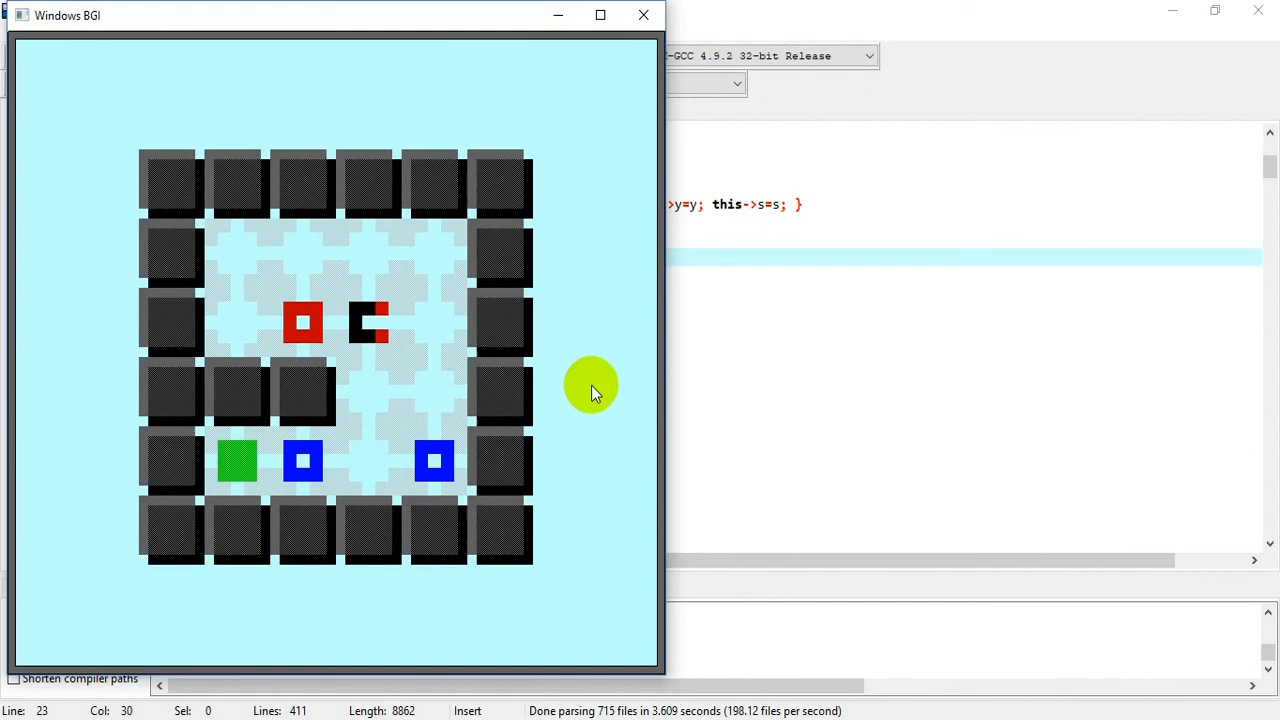 Windows BGI
-GCC 4.9.2 32-bit Release
>y=y; this->s=s; }
Shorten compiler paths
Line: 23 Col: 30 Sel: 0 Lines: 411 Length: 8862 Insert Done parsing 715 files in 3.609 seconds (198.12 files per second)